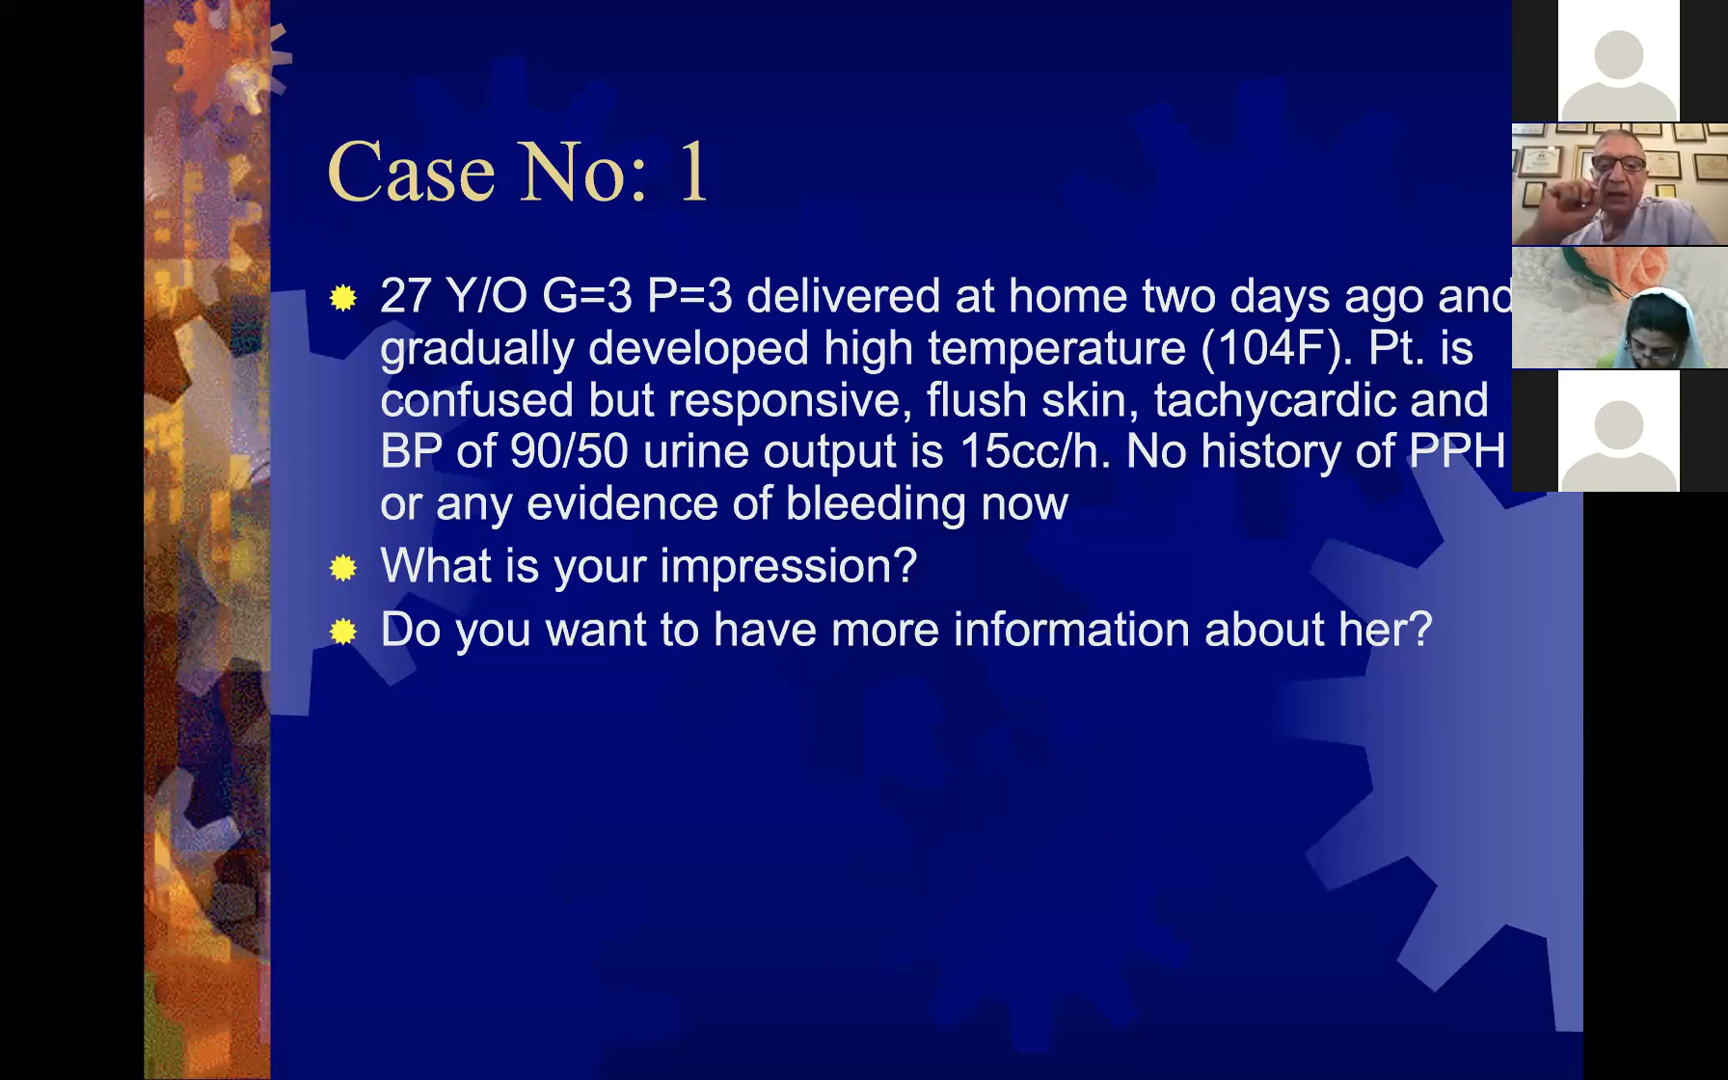 Case No: 1
27 Y/O G=3 P=3 delivered at home two days ago and
gradually developed high temperature (104F). Pt. is
confused but responsive, flush skin, tachycardic and
BP of 90/50 urine output is 15cc/h. No history of PPH
or any evidence of bleeding now
What is your impression?
Do you want to have more information about her?